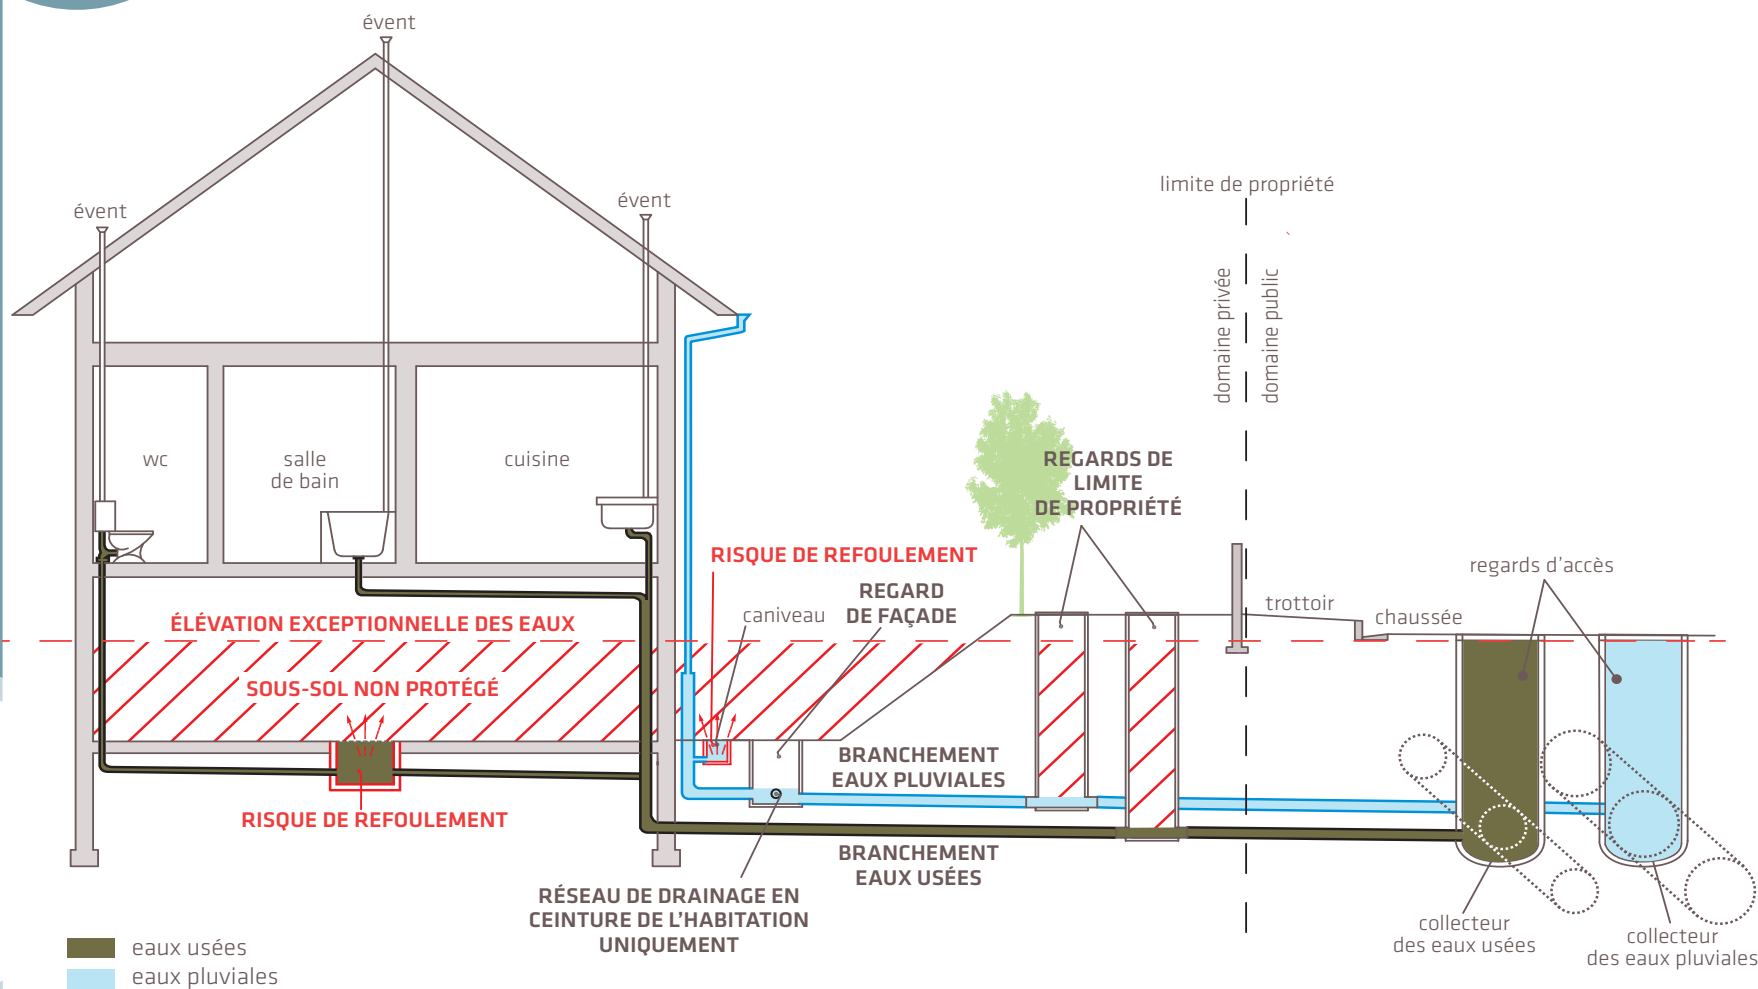 évent
évent
évent
limite de propriété
domaine privée
domaine public
wc
salle
de bain
cuisine
REGARDS DE
LIMITE
DE PROPRIÉTÉ
RISQUE DE REFOULEMENT
REGARD
DE FAÇADE
caniveau
regards d'accès
trottoir
chaussée
ÉLÉVATION EXCEPTIONNELLE DES EAUX
SOUS-SOL NON PROTÉGÉ
BRANCHEMENT
EAUX PLUVIALES
RISQUE DE REFOULEMENT
BRANCHEMENT
EAUX USÉES
RÉSEAU DE DRAINAGE EN
CEINTURE DE L'HABITATION
UNIQUEMENT
collecteur
des eaux usées
collecteur
des eaux pluviales
eaux usées
eaux pluviales